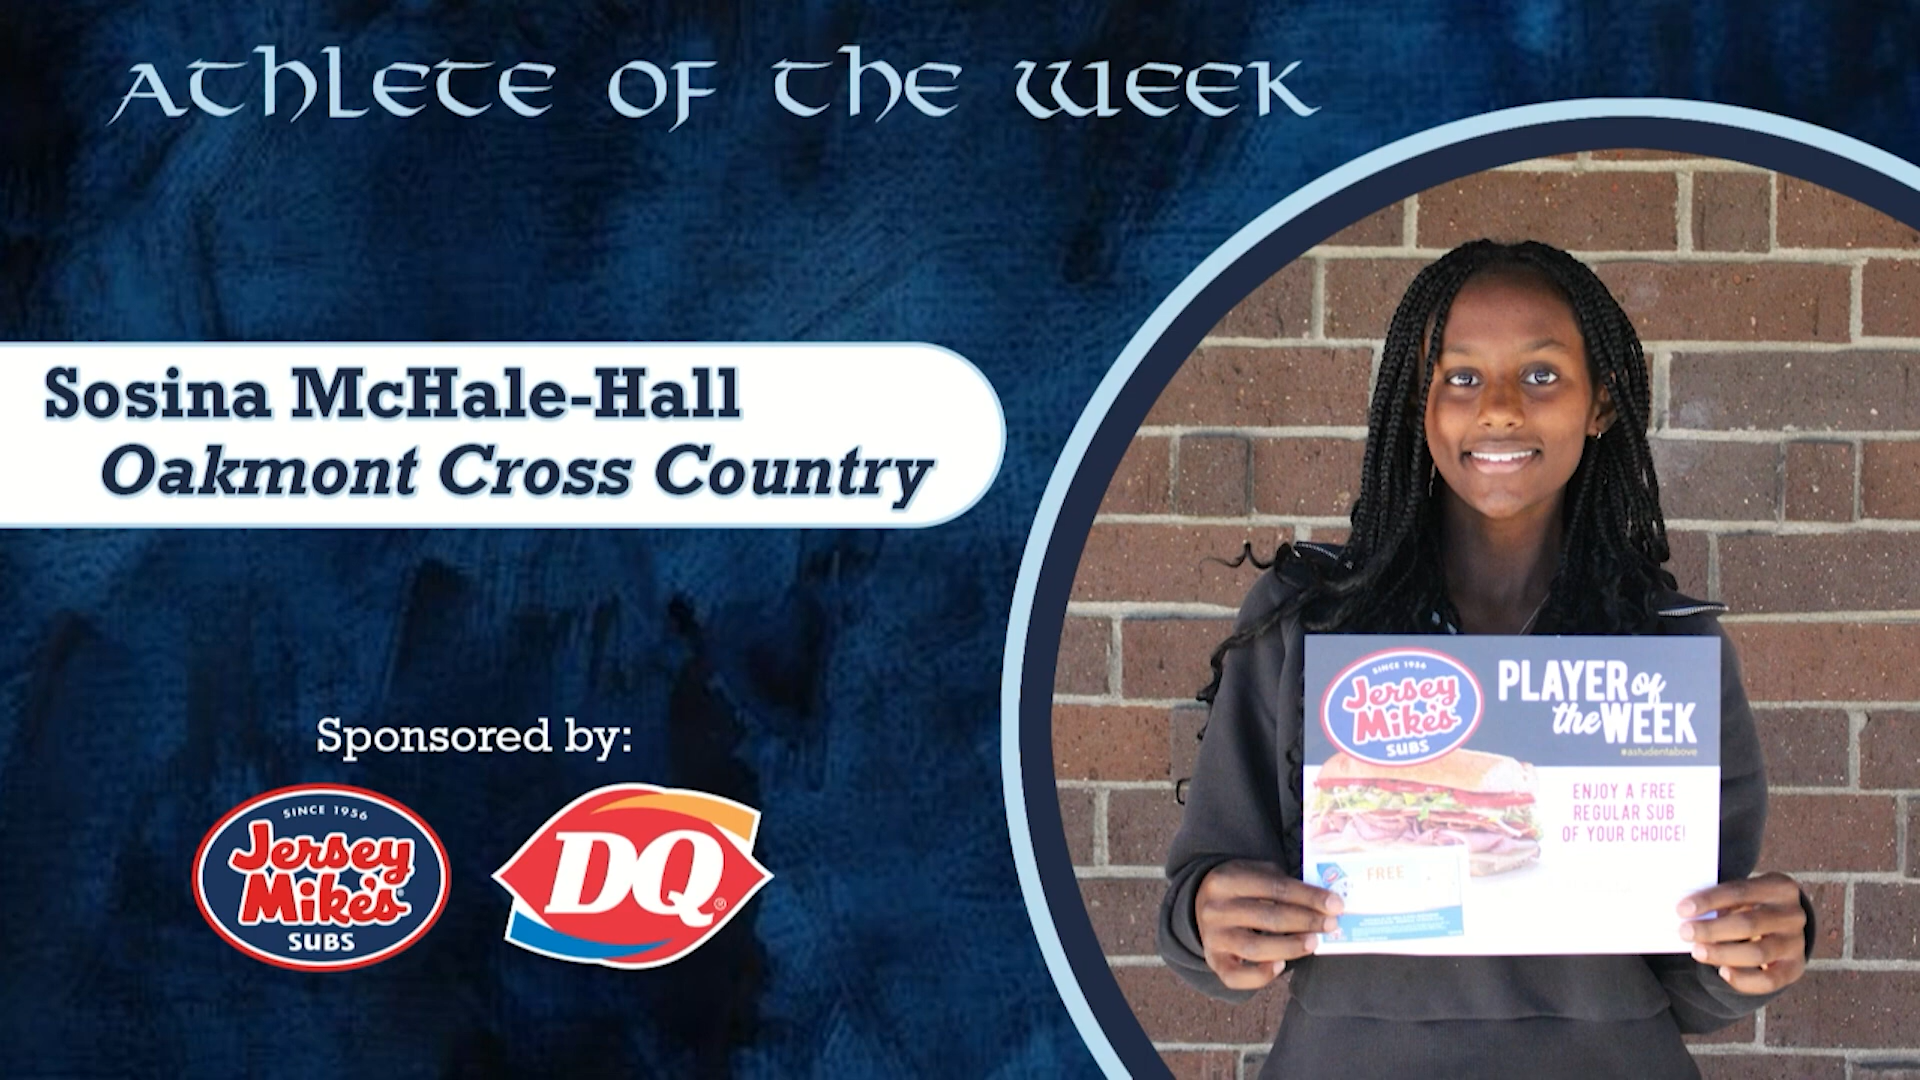 ATHLETE OF THE WEEK
Sosina McHale-Hall
Oakmont Cross Country
Sponsored by:
SINCE 1956
Jersey
Mike's
SUBS
DQ
SINCE 1956
Jersey
Mike's
SUBS
PLAYER of
the WEEK
#astudentabove
ENJOY A FREE
REGULAR SUB
OF YOUR CHOICE!
FREE